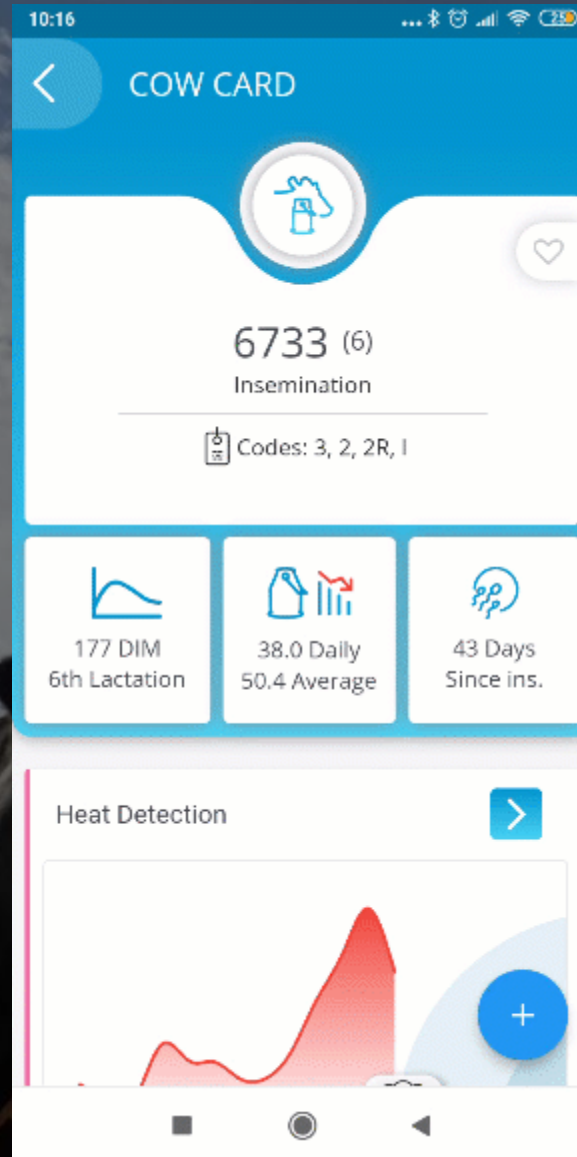 10:16
COW CARD
6733 (6)
Insemination
Codes: 3, 2, 2R, I
177 DIM
6th Lactation
38.0 Daily
50.4 Average
43 Days
Since ins.
Heat Detection